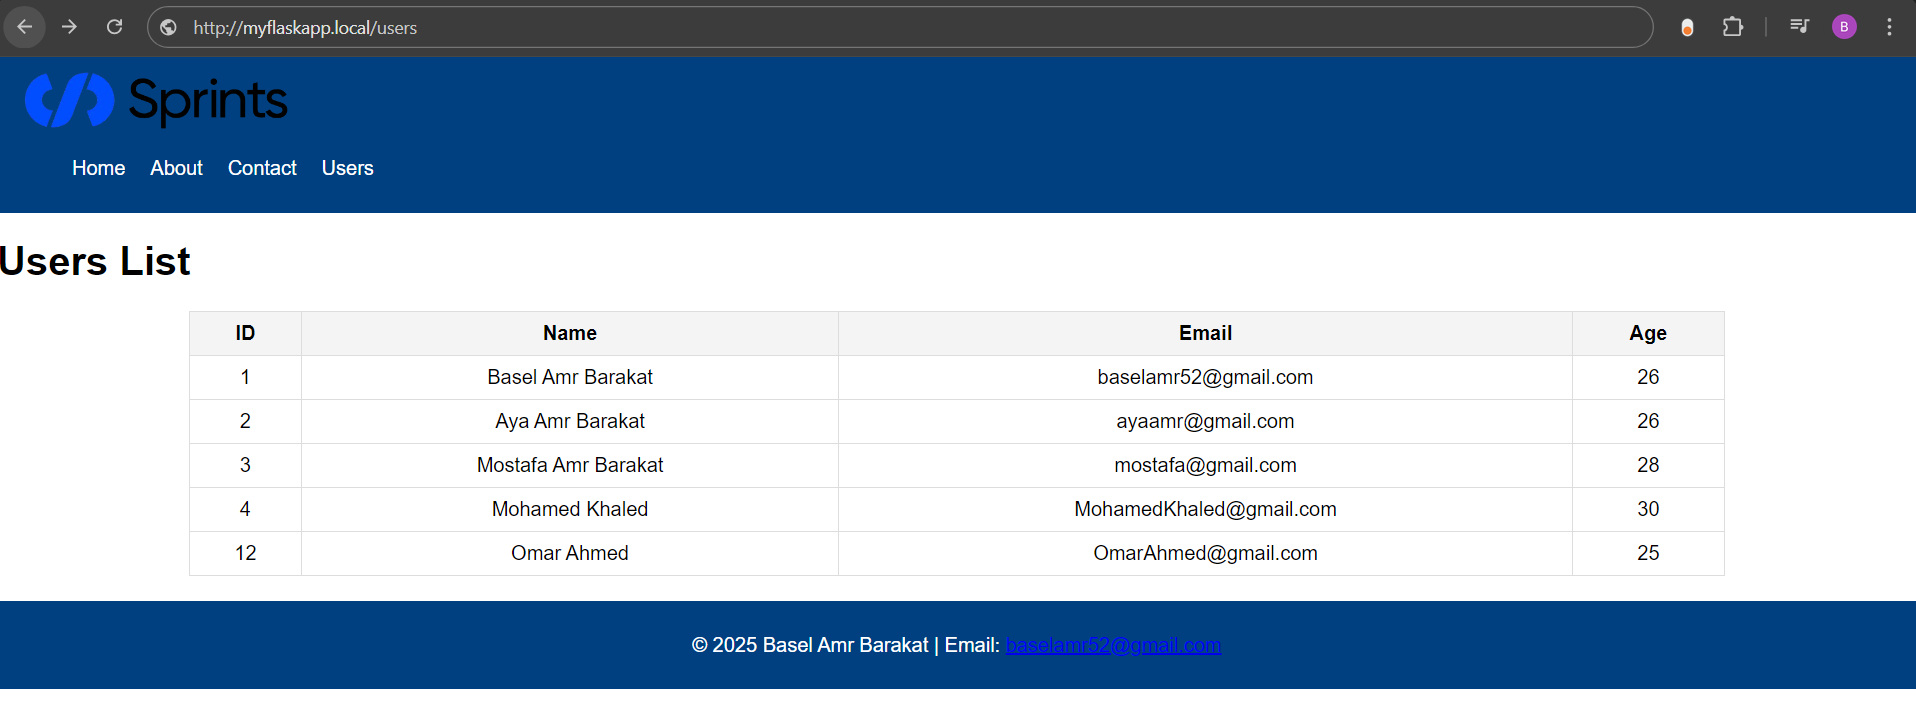 http://myflaskapp.local/users
B
Sprints
Home About Contact Users
Users List
ID Name Email Age
1 Basel Amr Barakat baselamr52@gmail.com 26
2 Aya Amr Barakat ayaamr@gmail.com 26
3 Mostafa Amr Barakat mostafa@gmail.com 28
4 Mohamed Khaled MohamedKhaled@gmail.com 30
12 Omar Ahmed OmarAhmed@gmail.com 25
© 2025 Basel Amr Barakat | Email: baselamr52@gmail.com